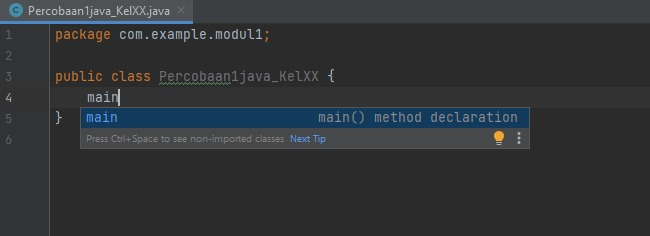 Percobaan1java_KelXX.java ×
1 package com.example.modul1;
2
3 public class Percobaan1java_KelXX {
4 main
5 }
main main() method declaration
Press Ctrl+Space to see non-imported classes Next Tip
6